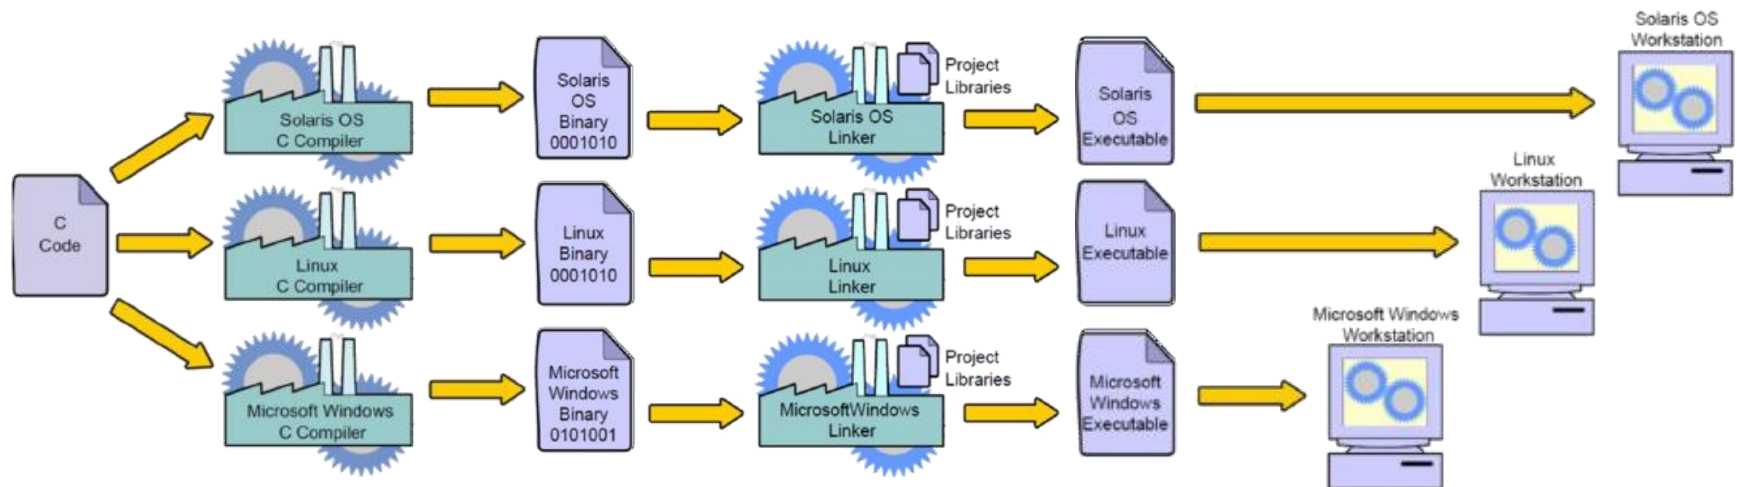 C
Code
Solaris OS
C Compiler
Solaris
OS
Binary
0001010
Solaris OS
Linker
Project
Libraries
Solaris
OS
Executable
Solaris OS
Workstation
Linux
C Compiler
Linux
Binary
0001010
Linux
Linker
Project
Libraries
Linux
Executable
Linux
Workstation
Microsoft Windows
C Compiler
Microsoft
Windows
Binary
0101001
MicrosoftWindows
Linker
Project
Libraries
Microsoft
Windows
Executable
Microsoft Windows
Workstation